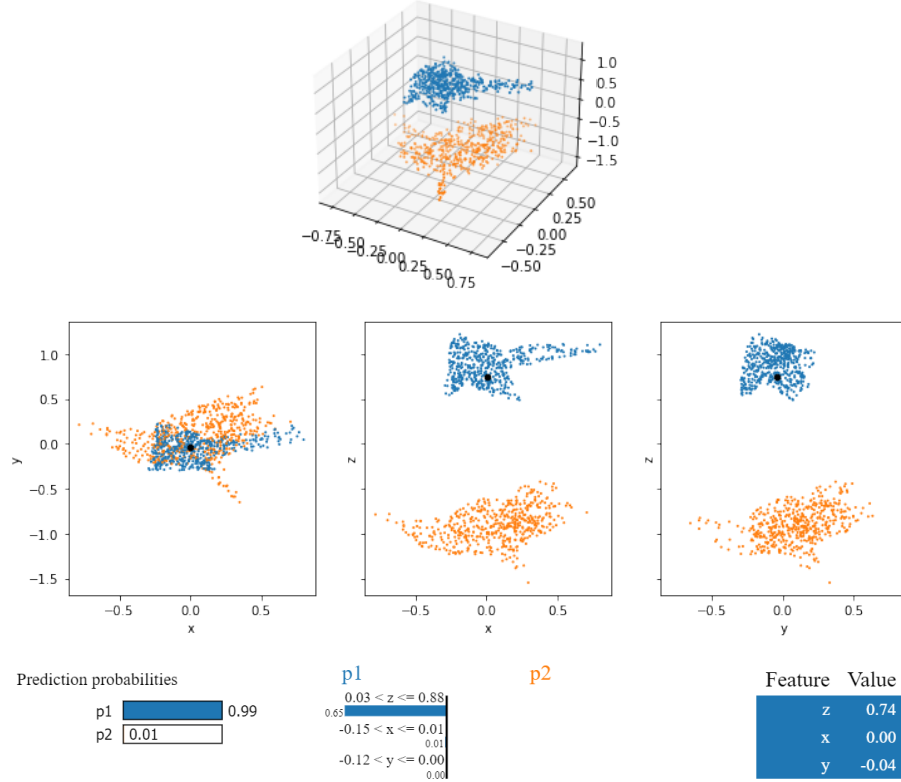 1.0
0.5
0.0
−0.5
−1.0
−1.5
0.50
0.25
0.00
−0.25
−0.50
−0.75
−0.50
−0.25
0.00
0.25
0.50
0.75
1.0
0.5
0.0
−0.5
−1.0
−1.5
y
z
z
−0.5 0.0 0.5
−0.5 0.0 0.5
−0.5 0.0 0.5
x
x
y
Prediction probabilities
p1 0.99
p2 0.01
p1 p2
0.03 < z <= 0.88
0.65
-0.15 < x <= 0.01
0.01
-0.12 < y <= 0.00
0.00
Feature Value
z 0.74
x 0.00
y -0.04